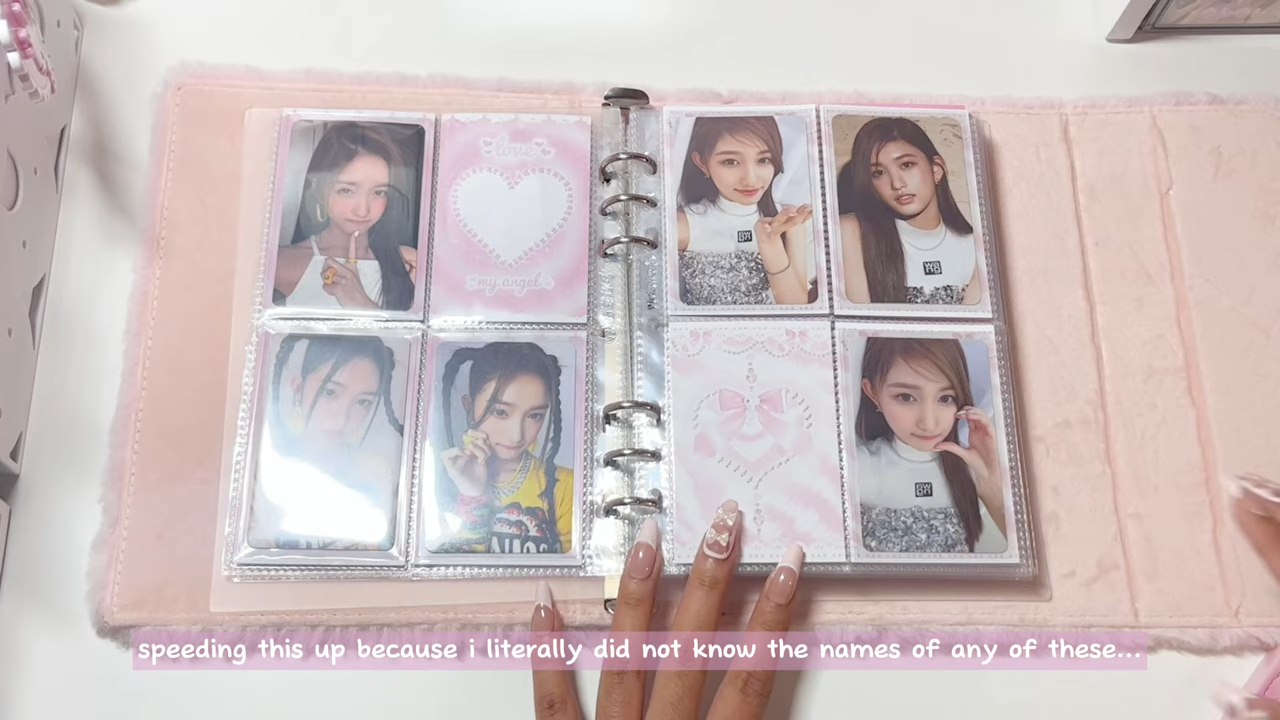 love
my angel
speeding this up because i literally did not know the names of any of these...